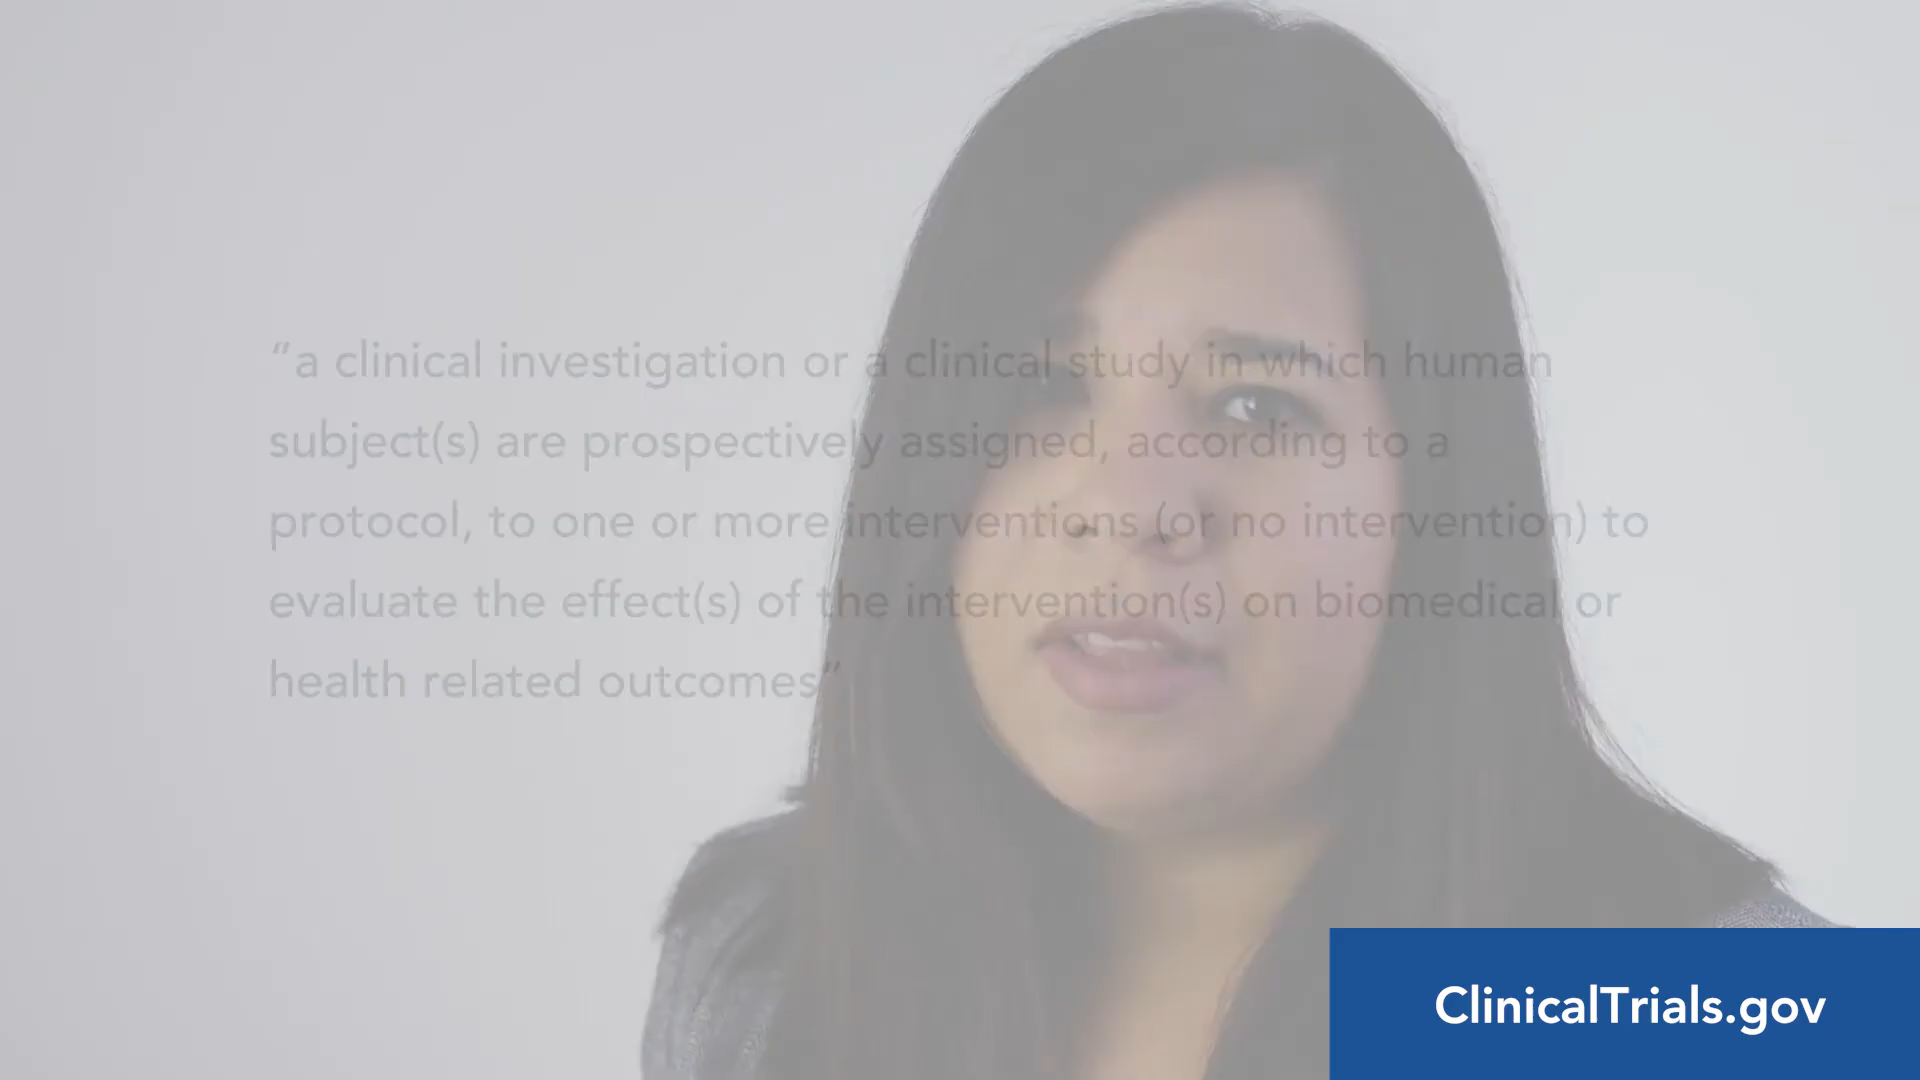 “a clinical investigation or a clinical study in which human
subject(s) are prospectively assigned, according to a
protocol, to one or more interventions (or no intervention) to
evaluate the effect(s) of the intervention(s) on biomedical or
health related outcomes”
ClinicalTrials.gov